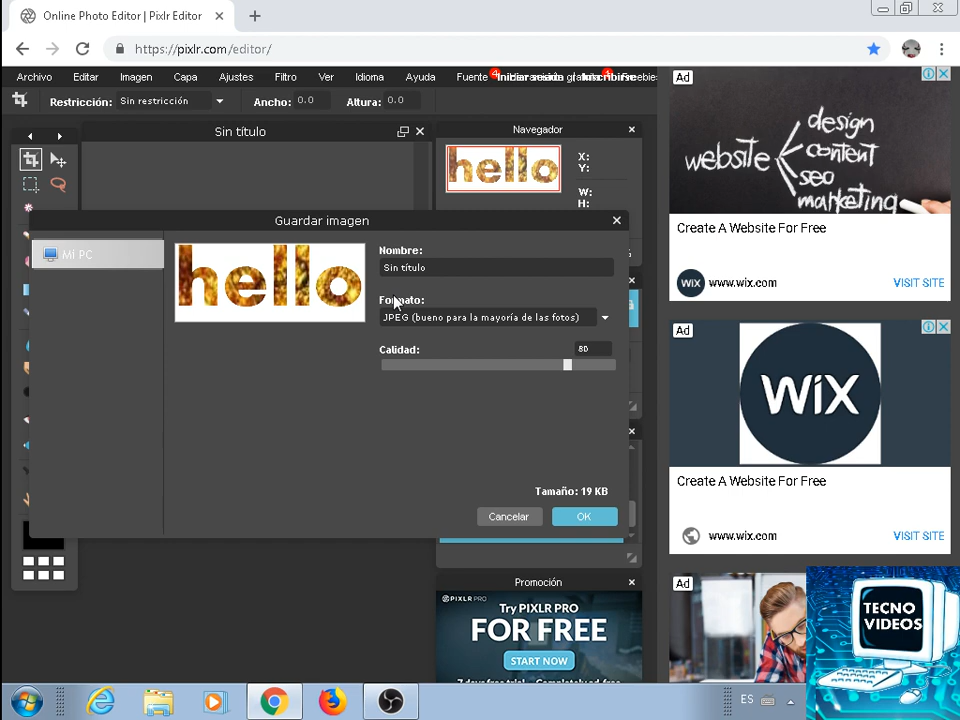 Online Photo Editor | Pixlr Editor
https://pixlr.com/editor/
Archivo Editar Imagen Capa Ajustes Filtro Ver Idioma Ayuda Fuente
Restricción: Sin restricción Ancho: 0.0 Altura: 0.0
Sin título
Navegador
hello
X:
Y:
W:
H:
Guardar imagen
Mi PC
hello
Nombre:
Sin título
Formato:
JPEG (bueno para la mayoría de las fotos)
Calidad:
80
Tamaño: 19 KB
Cancelar OK
Promoción
PIXLR PRO
Try PIXLR PRO
FOR FREE
START NOW
Ad
website
design
content
seo
marketing
Create A Website For Free
WIX www.wix.com VISIT SITE
Ad
WIX
Create A Website For Free
www.wix.com VISIT SITE
Ad
TECNO
VIDEOS
ES